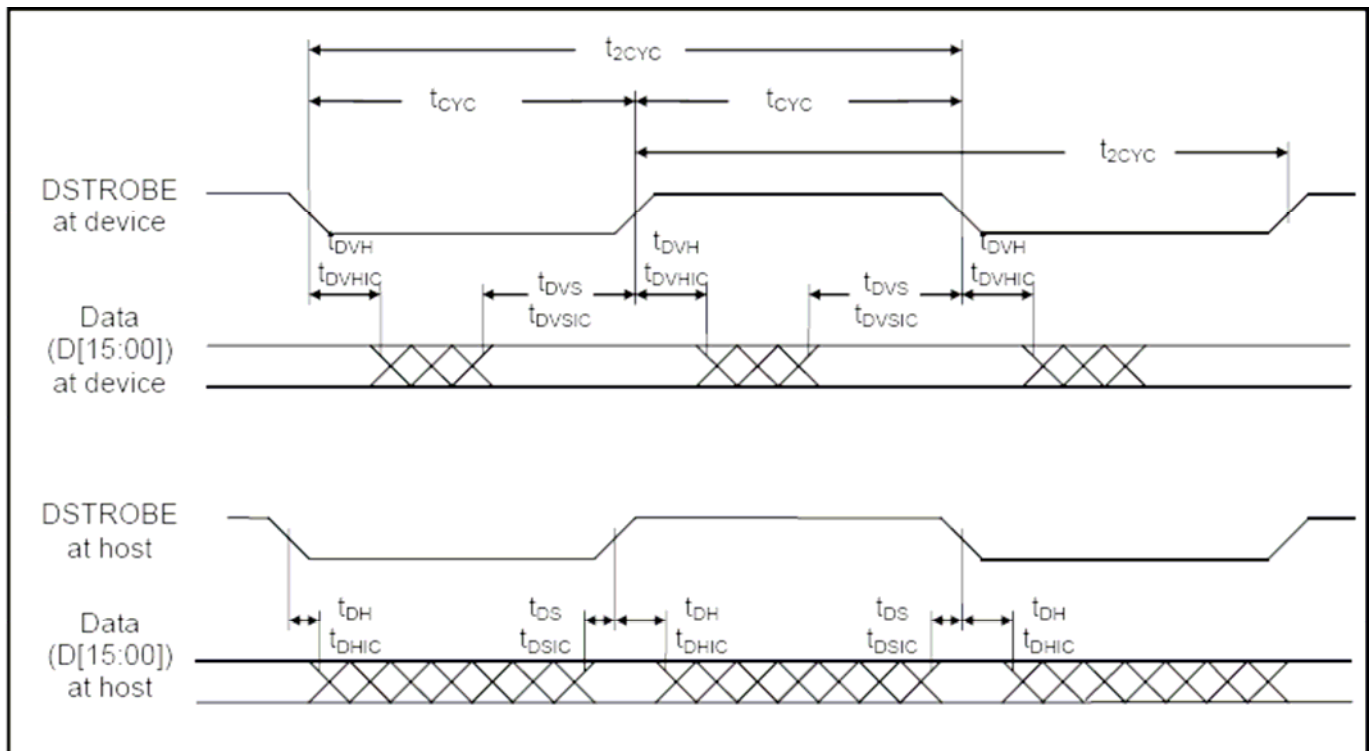 t2CYC
tCYC tCYC
t2CYC
DSTROBE
at device
tDVH tDVH tDVH
tDVHIC tDVS tDVHIC tDVS tDVHIC
tDVSIC tDVSIC
Data
(D[15:00])
at device
DSTROBE
at host
tDH tDS tDH tDS tDH
tDHIC tDSIC tDHIC tDSIC tDHIC
Data
(D[15:00])
at host